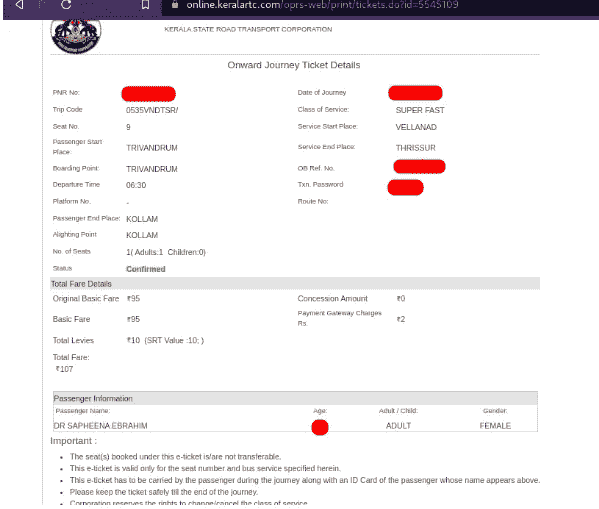 online.keralartc.com/oprs-web/print/tickets.do?id=5545109
KERALA STATE ROAD TRANSPORT CORPORATION
Onward Journey Ticket Details
PNR No: Date of Journey
Trip Code 0535VNDTSR/ Class of Service: SUPER FAST
Seat No. 9 Service Start Place: VELLANAD
Passenger Start Place: TRIVANDRUM Service End Place: THRISSUR
Boarding Point: TRIVANDRUM OB Ref. No.
Departure Time 06:30 Txn. Password
Platform No. - Route No:
Passenger End Place: KOLLAM
Alighting Point KOLLAM
No. of Seats 1( Adults:1 Children:0)
Status Confirmed
Total Fare Details
Original Basic Fare ₹95 Concession Amount ₹0
Basic Fare ₹95 Payment Gateway Charges Rs. ₹2
Total Levies ₹10 (SRT Value :10; )
Total Fare:
₹107
Passenger Information
Passenger Name: Age: Adult / Child: Gender:
DR SAPHEENA EBRAHIM ADULT FEMALE
Important :
• The seat(s) booked under this e-ticket is/are not transferable.
• This e-ticket is valid only for the seat number and bus service specified herein.
• This e-ticket has to be carried by the passenger during the journey along with an ID Card of the passenger whose name appears above.
• Please keep the ticket safely till the end of the journey.
• Corporation reserves the rights to change/cancel the class of service.